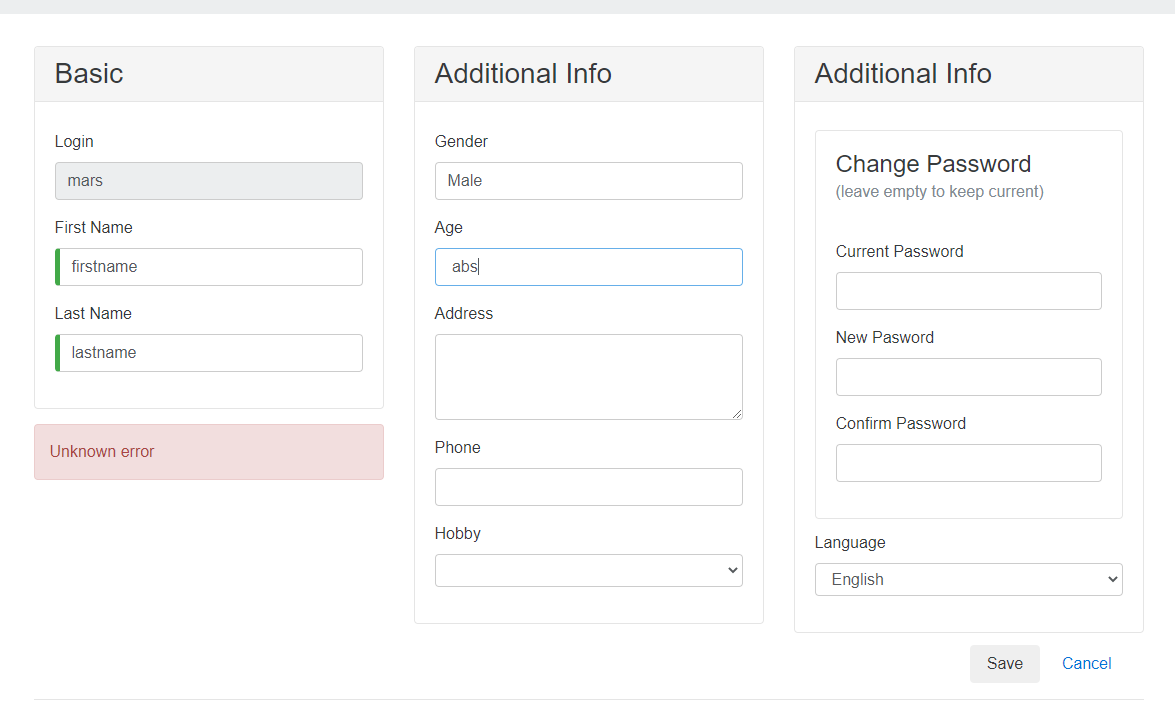 Basic
Login
mars
First Name
firstname
Last Name
lastname
Unknown error
Additional Info
Gender
Male
Age
abs
Address
Phone
Hobby
Additional Info
Change Password
(leave empty to keep current)
Current Password
New Pasword
Confirm Password
Language
English
Save Cancel